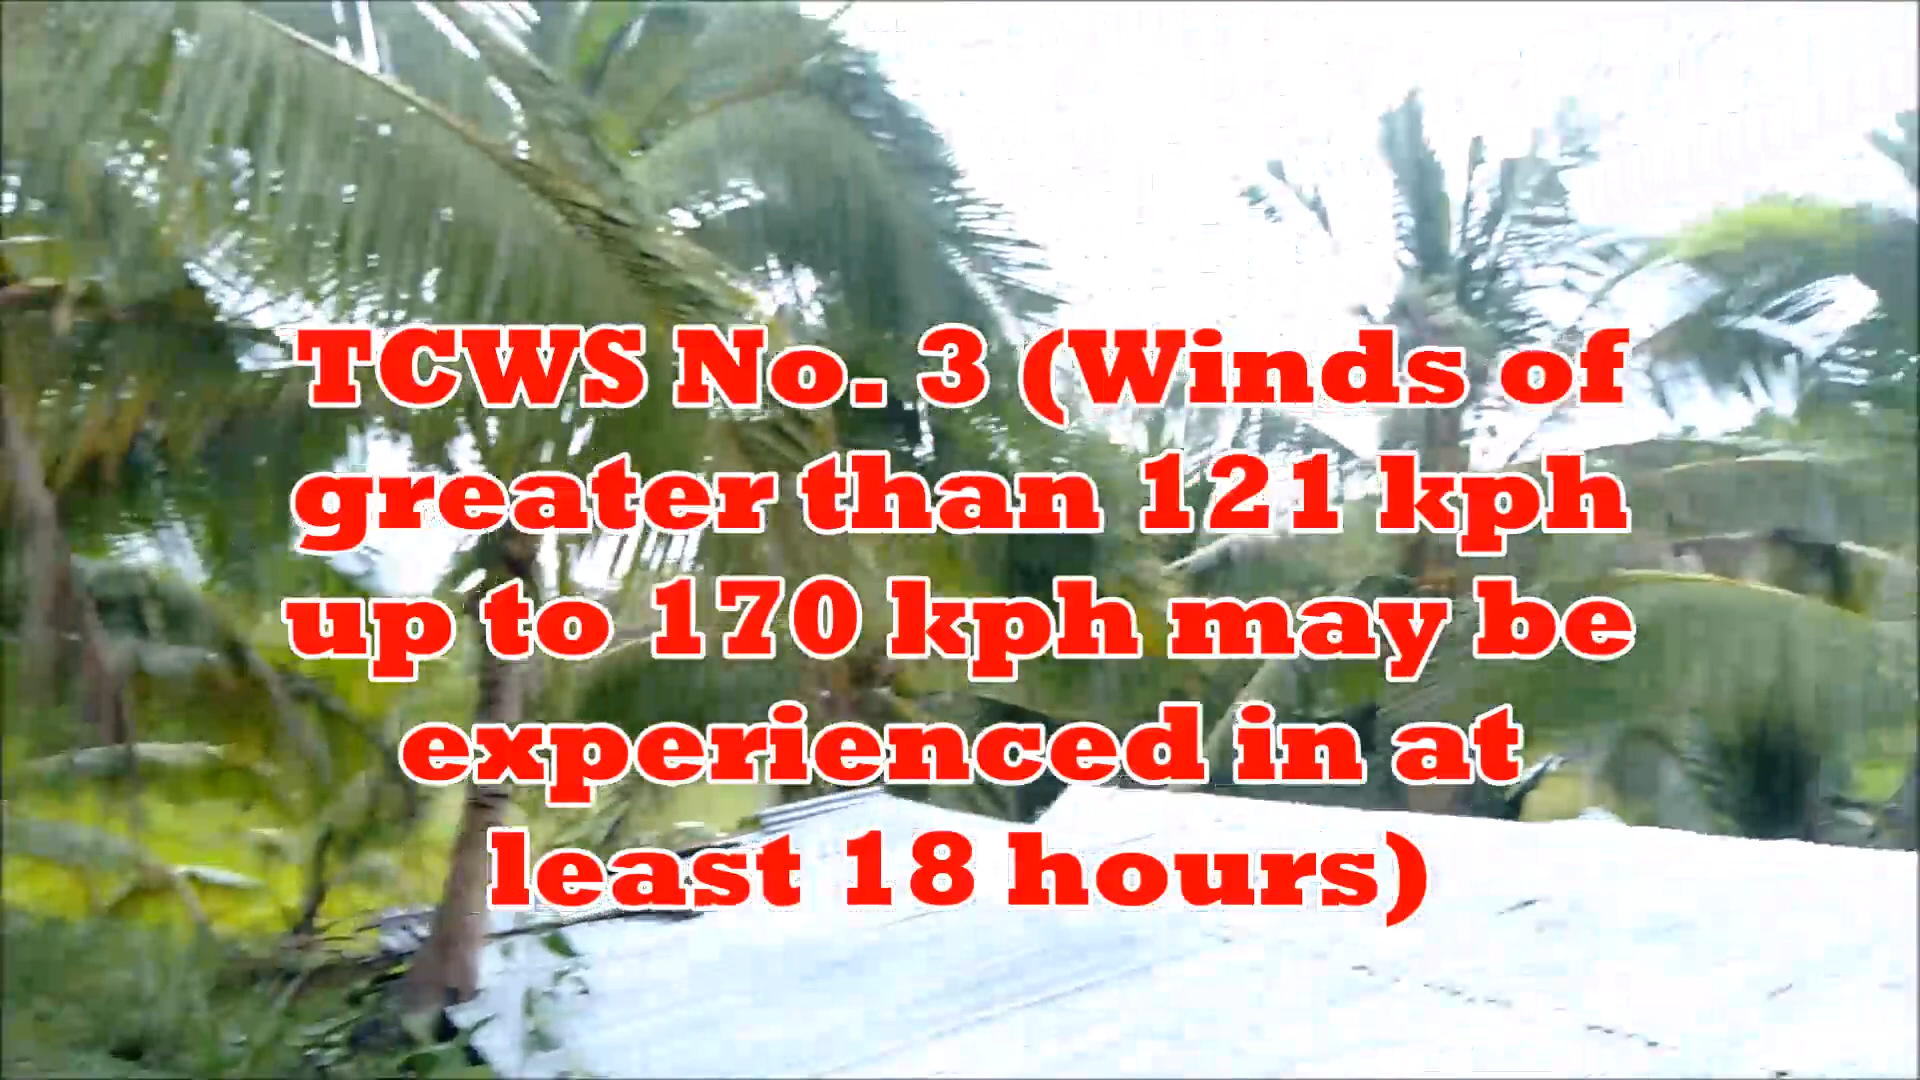 TCWS No. 3 (Winds of
greater than 121 kph
up to 170 kph may be
experienced in at
least 18 hours)